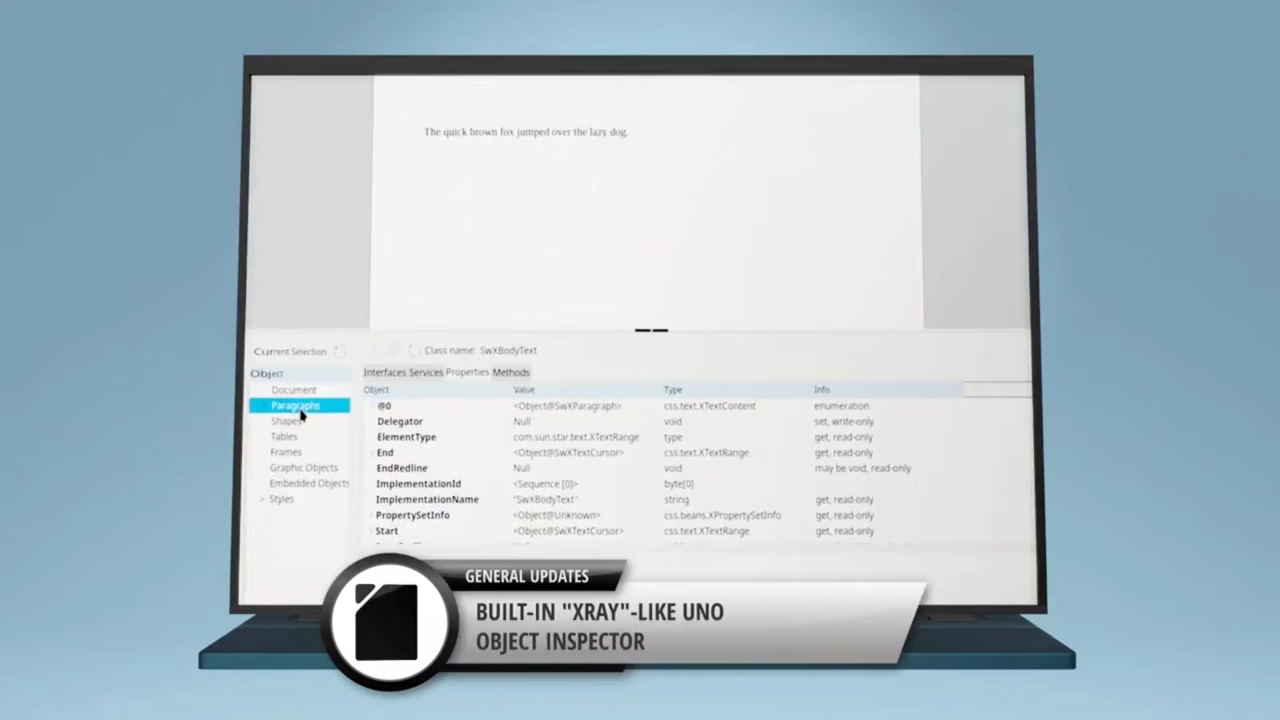 The quick brown fox jumped over the lazy dog.
Current Selection
Class name: SwXBodyText
Object
Document
Paragraphs
Shapes
Tables
Frames
Graphic Objects
Embedded Objects
> Styles
Interfaces Services Properties Methods
Object Value Type Info
@0 <Object@SwXParagraph> css.text.XTextContent enumeration
Delegator Null void set, write-only
ElementType com.sun.star.text.XTextRange type get, read-only
End <Object@SwXTextCursor> css.text.XTextRange get, read-only
EndRedline Null void may be void, read-only
ImplementationId <Sequence [0]> byte[0]
ImplementationName "SwXBodyText" string get, read-only
PropertySetInfo <Object@Unknown> css.beans.XPropertySetInfo get, read-only
Start <Object@SwXTextCursor> css.text.XTextRange get, read-only
GENERAL UPDATES
BUILT-IN "XRAY"-LIKE UNO
OBJECT INSPECTOR